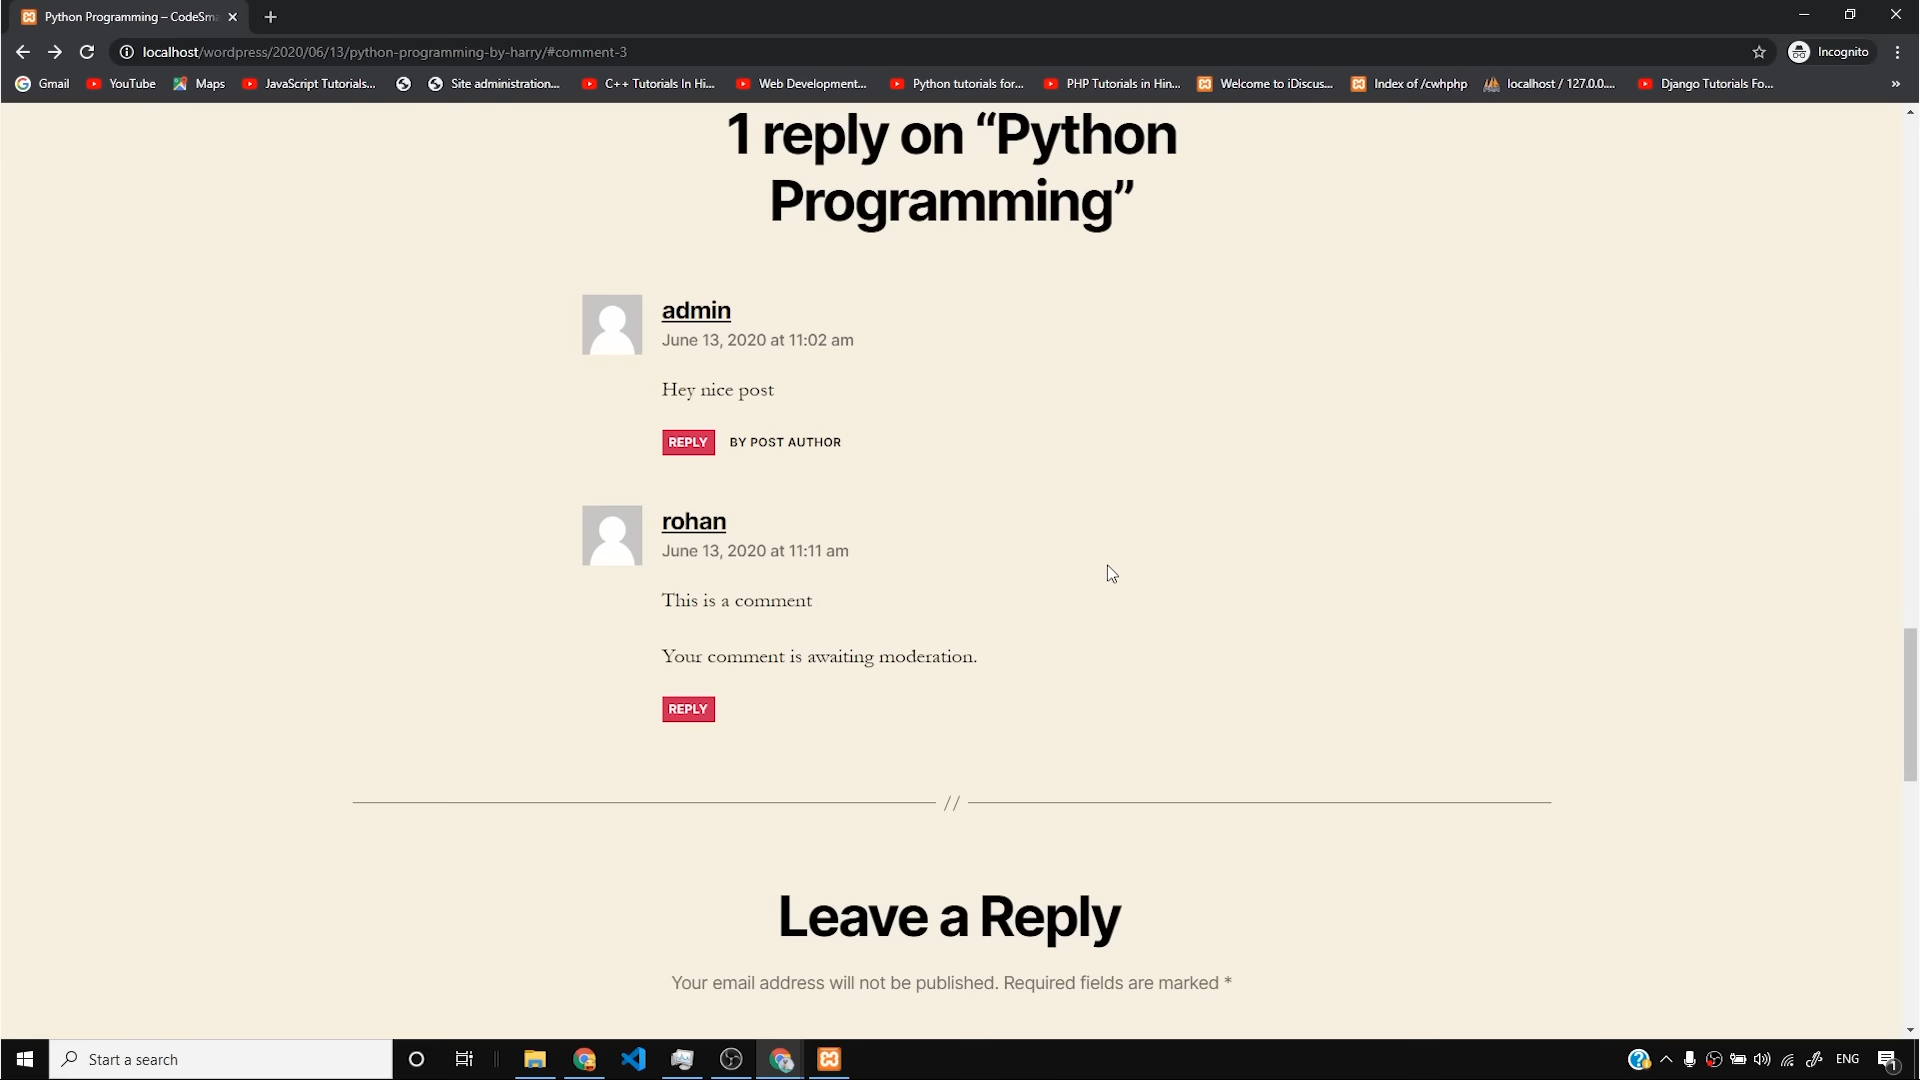 Python Programming – CodeSma
localhost/wordpress/2020/06/13/python-programming-by-harry/#comment-3
Incognito
Gmail
YouTube
Maps
JavaScript Tutorials...
Site administration...
C++ Tutorials In Hi...
Web Development...
Python tutorials for...
PHP Tutorials in Hin...
Welcome to iDiscus...
Index of /cwhphp
localhost / 127.0.0....
Django Tutorials Fo...
»
1 reply on “Python
Programming”
admin
June 13, 2020 at 11:02 am
Hey nice post
REPLY BY POST AUTHOR
rohan
June 13, 2020 at 11:11 am
This is a comment
Your comment is awaiting moderation.
REPLY
//
Leave a Reply
Your email address will not be published. Required fields are marked *
Start a search
ENG
1